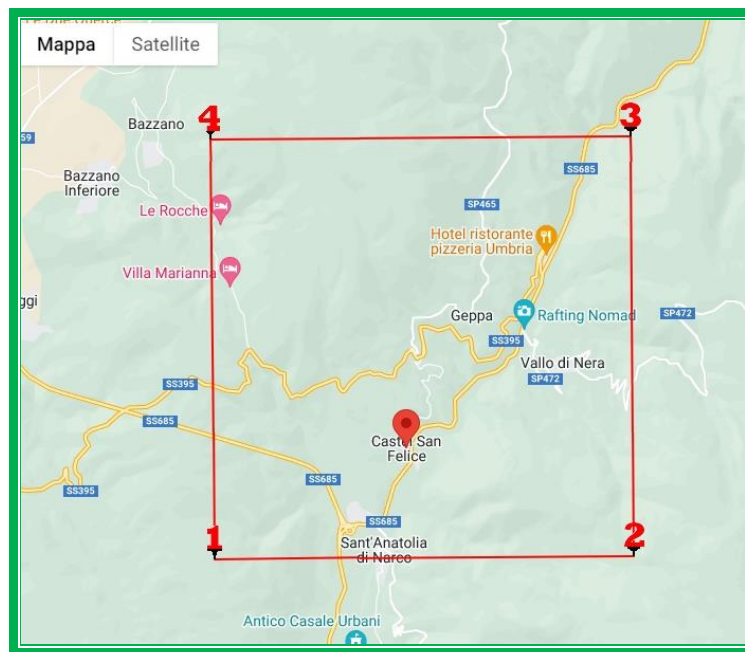 Mappa
Satellite
4
3
59
Bazzano
Bazzano
Inferiore
SS685
Le Rocche
SP465
Hotel ristorante
pizzeria Umbria
Villa Marianna
ggi
Geppa
Rafting Nomad
SP472
SS395
Vallo di Nera
SP472
SS395
SS685
Castel San
Felice
SS685
SS395
SS685
1
2
Sant'Anatolia
di Narco
Antico Casale Urbani